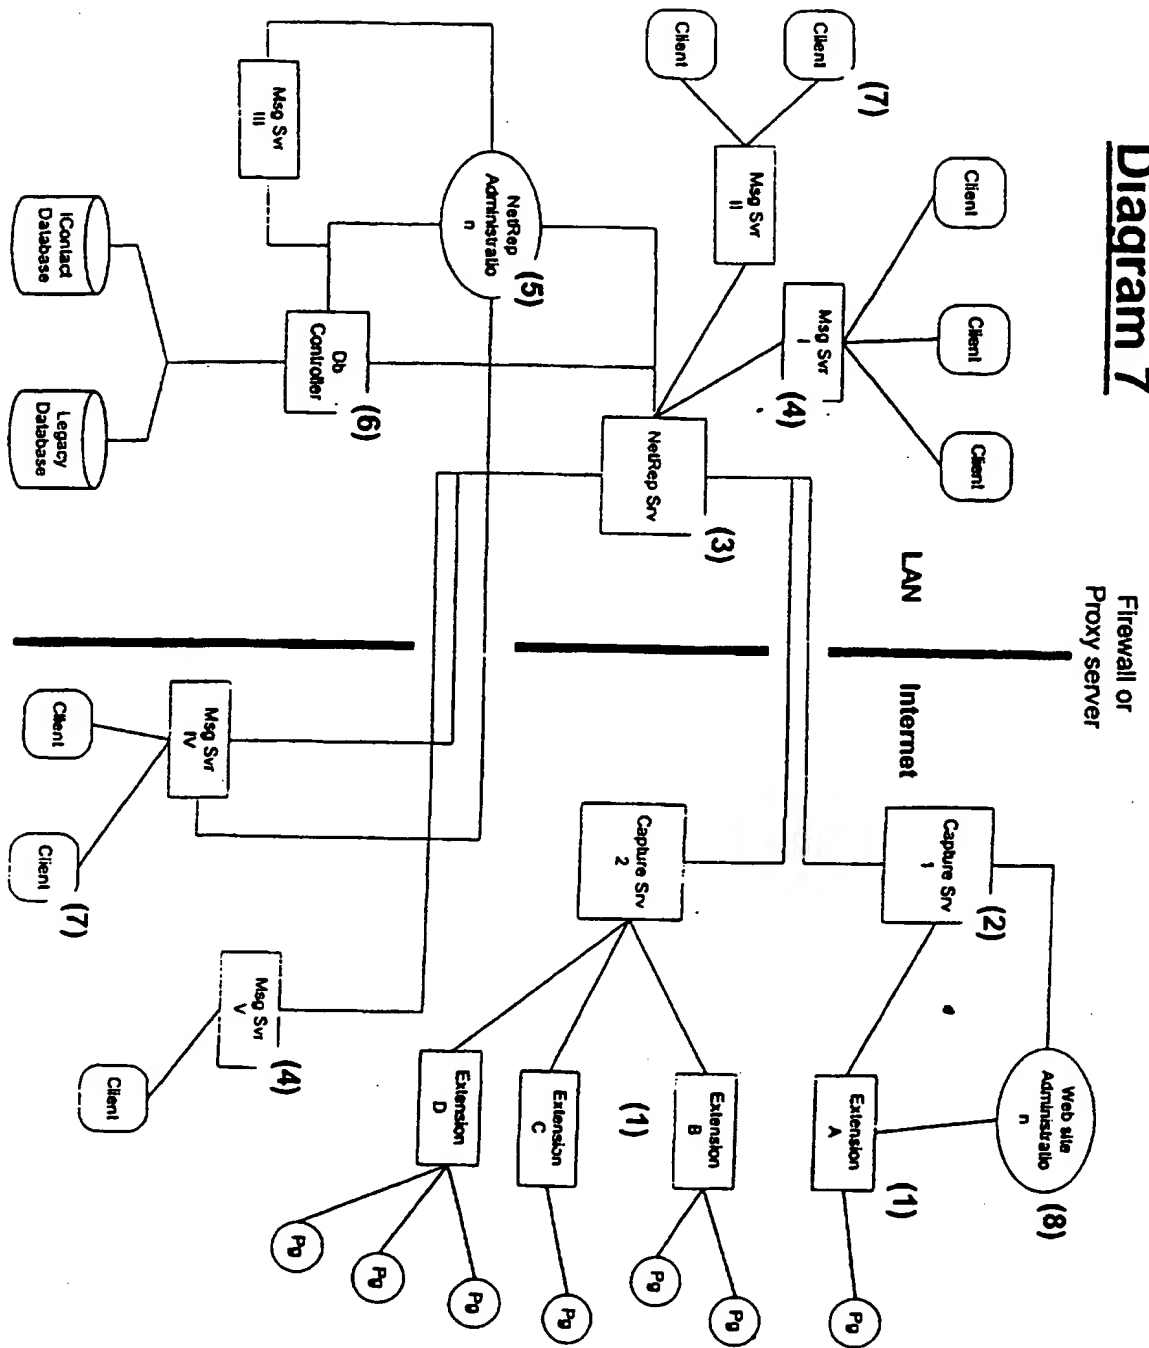 Diagram 7
Firewall or
Proxy server
LAN
Internet
Client
Client
(7)
Client
Client
Client
Msg Svr
II
Msg Svr
I
(4)
Msg Svr
III
NetRep
Administratio
n
(5)
IContact
Database
Legacy
Database
Db
Controller
(6)
NetRep Srv
(3)
Capture Srv
1
(2)
Web site
Administratio
n
(8)
Extension
A
(1)
Pg
Capture Srv
2
Extension
B
(1)
Pg
Pg
Extension
C
Pg
Extension
D
Pg
Pg
Pg
Msg Svr
IV
Client
Client
(7)
Msg Svr
V
(4)
Client